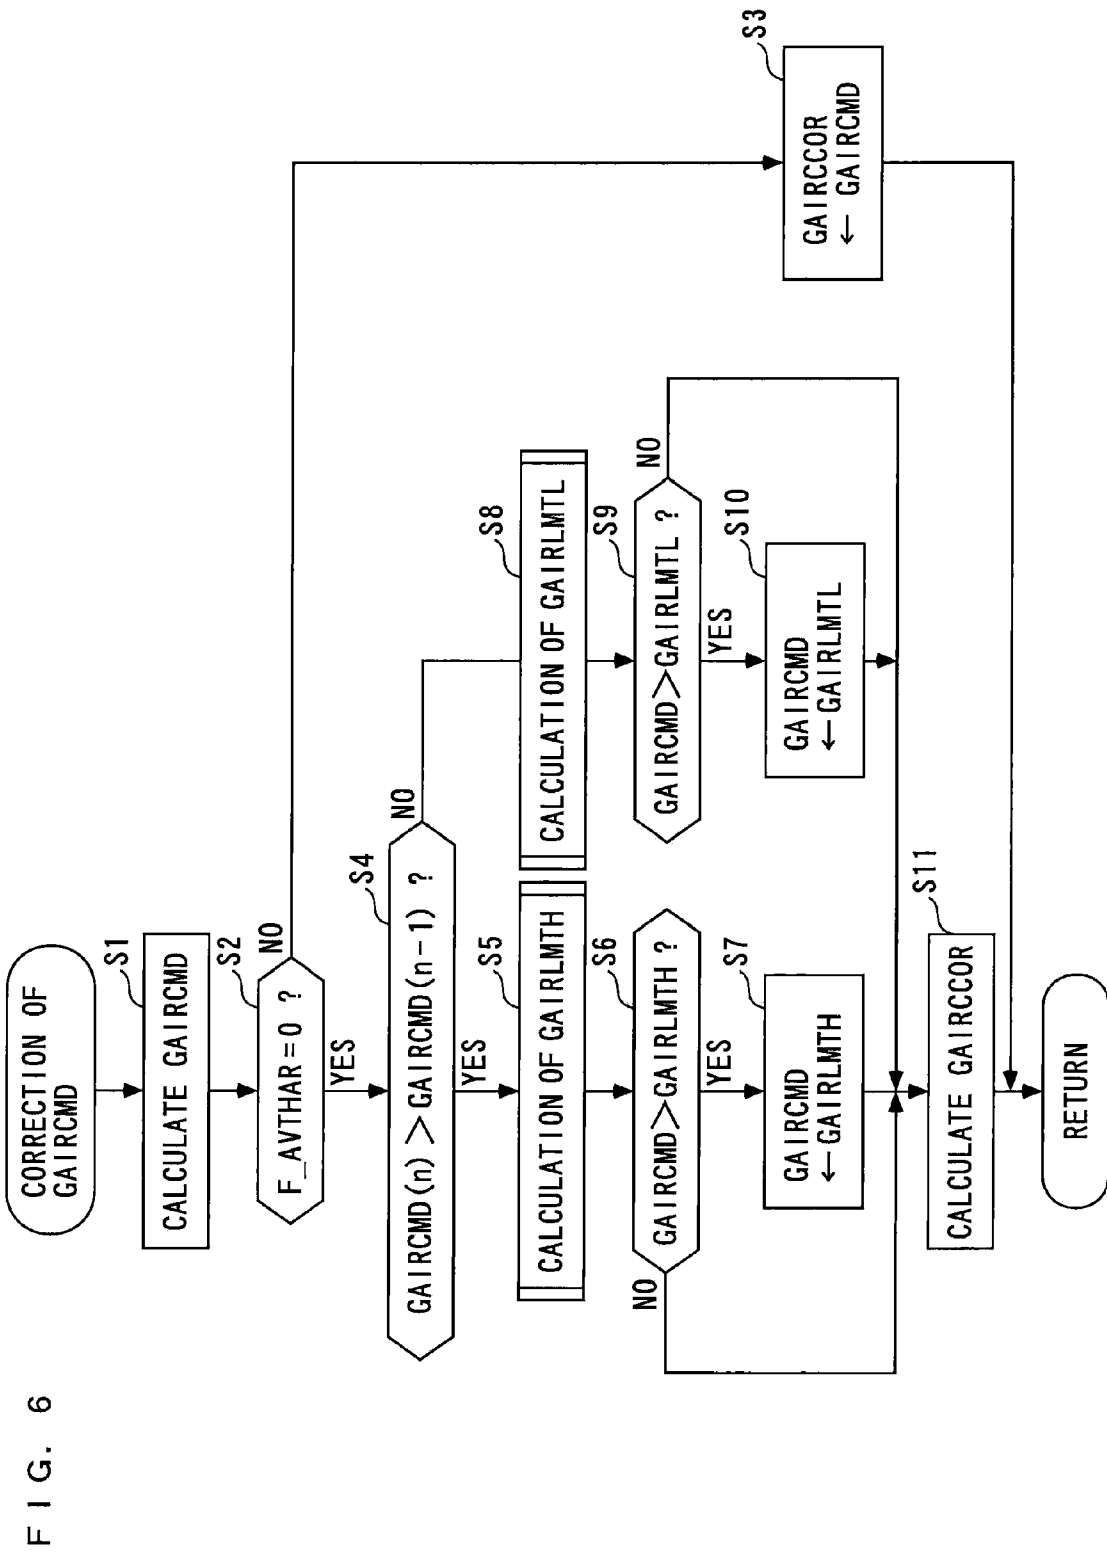 FIG. 6
CORRECTION OF
GAIRCMD
S1
CALCULATE GAIRCMD
S2
F_AVTHAR=0 ?
NO
YES
S3
GAIRCCOR
← GAIRCMD
S4
GAIRCMD(n)>GAIRCMD(n-1) ?
NO
YES
S5
CALCULATION OF GAIRLMTH
S6
GAIRCMD>GAIRLMTH ?
NO
YES
S7
GAIRCMD
←GAIRLMTH
S8
CALCULATION OF GAIRLMTL
S9
GAIRCMD>GAIRLMTL ?
NO
YES
S10
GAIRCMD
←GAIRLMTL
S11
CALCULATE GAIRCCOR
RETURN